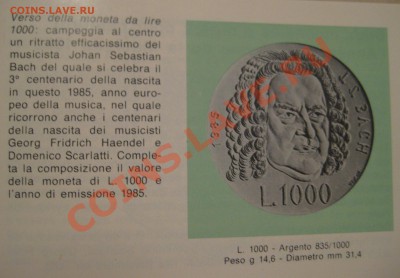 COINS.LAVE.RU
Verso della moneta da lire
1000: campeggia al centro
un ritratto efficacissimo del
musicista Johan Sebastian
Bach del quale si celebra il
3° centenario della nascita
in questo 1985, anno euro-
peo della musica, nel quale
ricorrono anche i centenari
della nascita dei musicisti
Georg Fridrich Haendel e
Domenico Scarlatti. Comple-
ta la composizione il valore
della moneta di L. 1000 e
l'anno di emissione 1985.
1985
BACH
L.1000
L. 1000 - Argento 835/1000
Peso g 14,6 - Diametro mm 31,4
COINS.LAVE.RU